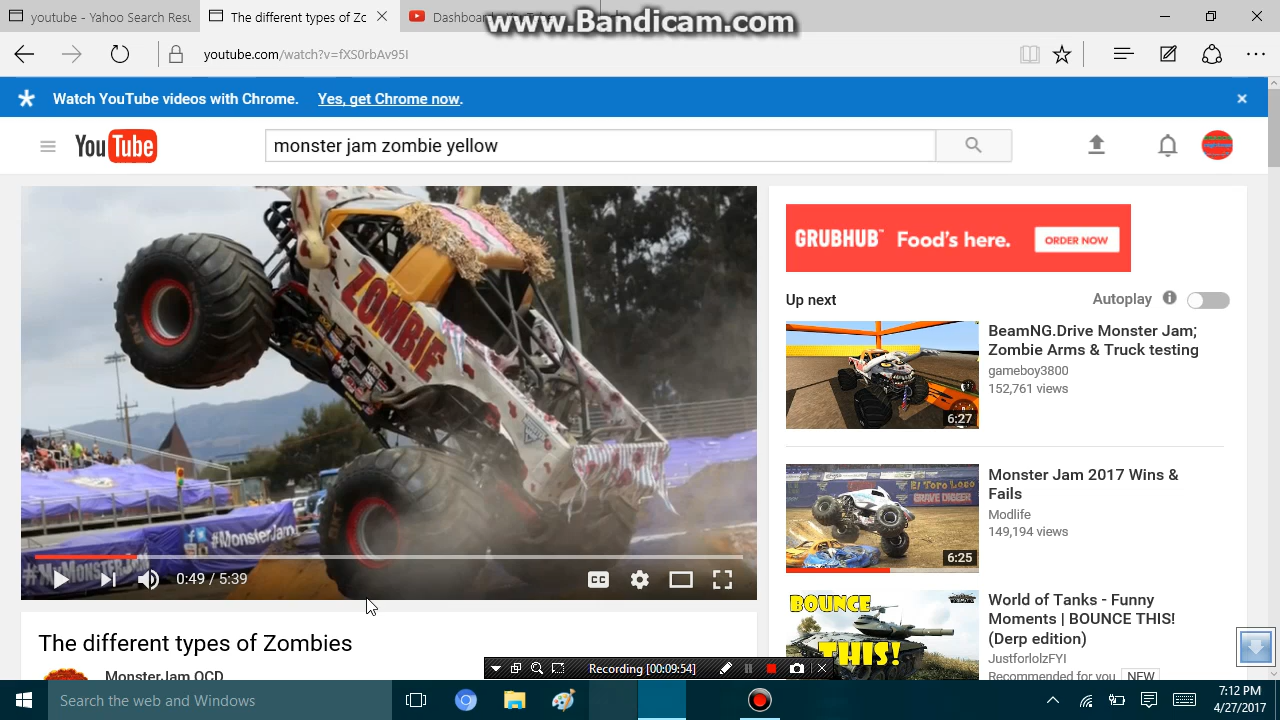 youtube - Yahoo Search Resu
The different types of Zo
Dashboard
www.Bandicam.com
youtube.com/watch?v=fXS0rbAv95I
Watch YouTube videos with Chrome. Yes, get Chrome now.
YouTube
monster jam zombie yellow
ZOMBIE
#MonsterJam
0:49 / 5:39
CC
GRUBHUB Food's here. ORDER NOW
Up next
Autoplay
BeamNG.Drive Monster Jam;
Zombie Arms & Truck testing
gameboy3800
152,761 views
6:27
El Toro Loco
GRAVE DIGGER
Monster Jam 2017 Wins &
Fails
Modlife
149,194 views
6:25
BOUNCE
THIS!
World of Tanks - Funny
Moments | BOUNCE THIS!
(Derp edition)
JustforlolzFYI
Recommended for you NEW
The different types of Zombies
MonsterJam OCD
Recording [00:09:54]
Search the web and Windows
7:12 PM
4/27/2017